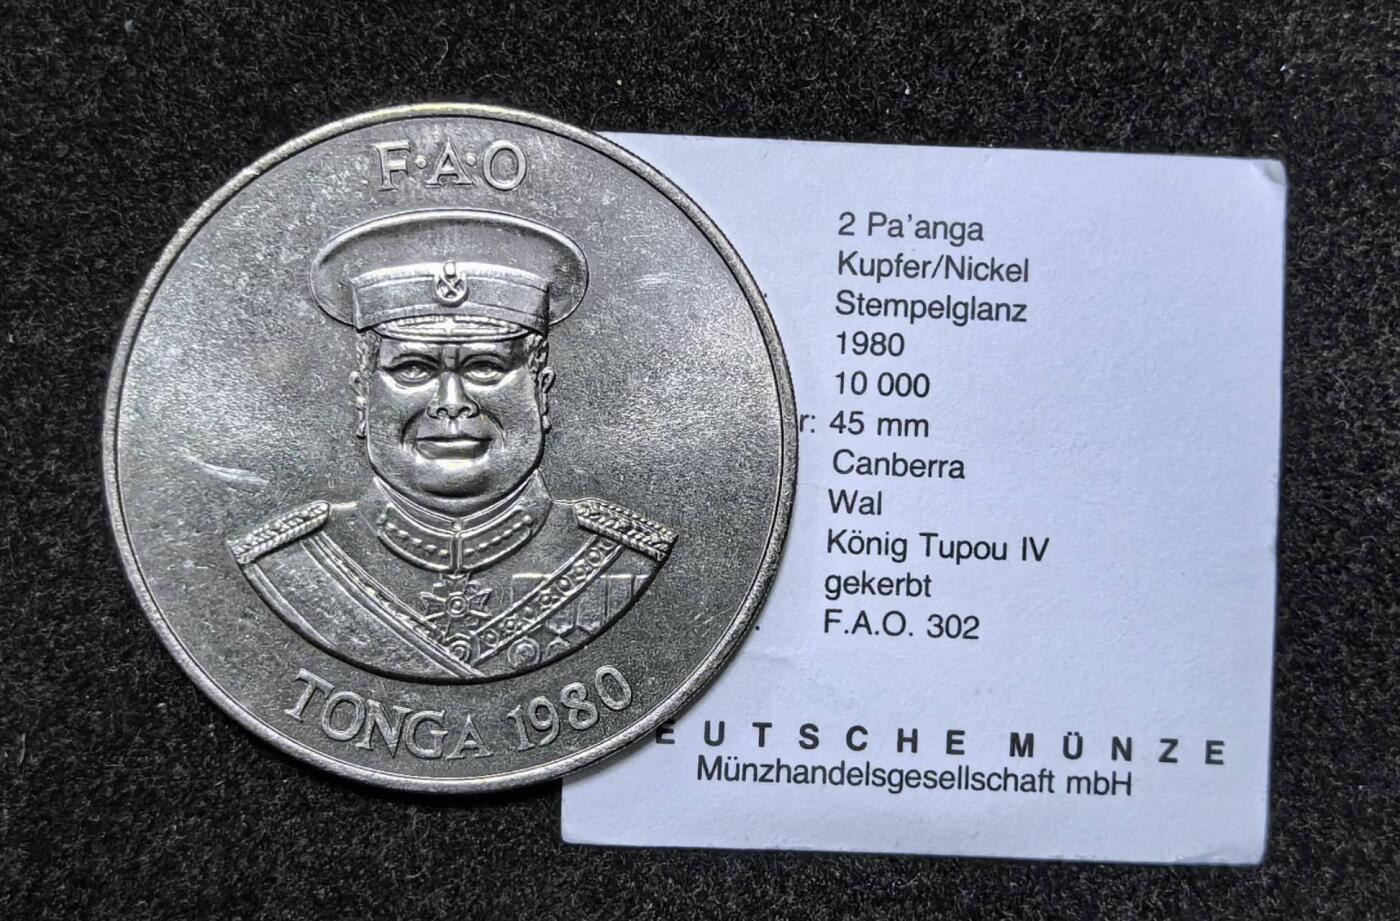 F·A·O
TONGA 1980
2 Pa'anga
Kupfer/Nickel
Stempelglanz
1980
10 000
r: 45 mm
Canberra
Wal
König Tupou IV
gekerbt
F.A.O. 302
EUTSCHE MÜNZE
Münzhandelsgesellschaft mbH